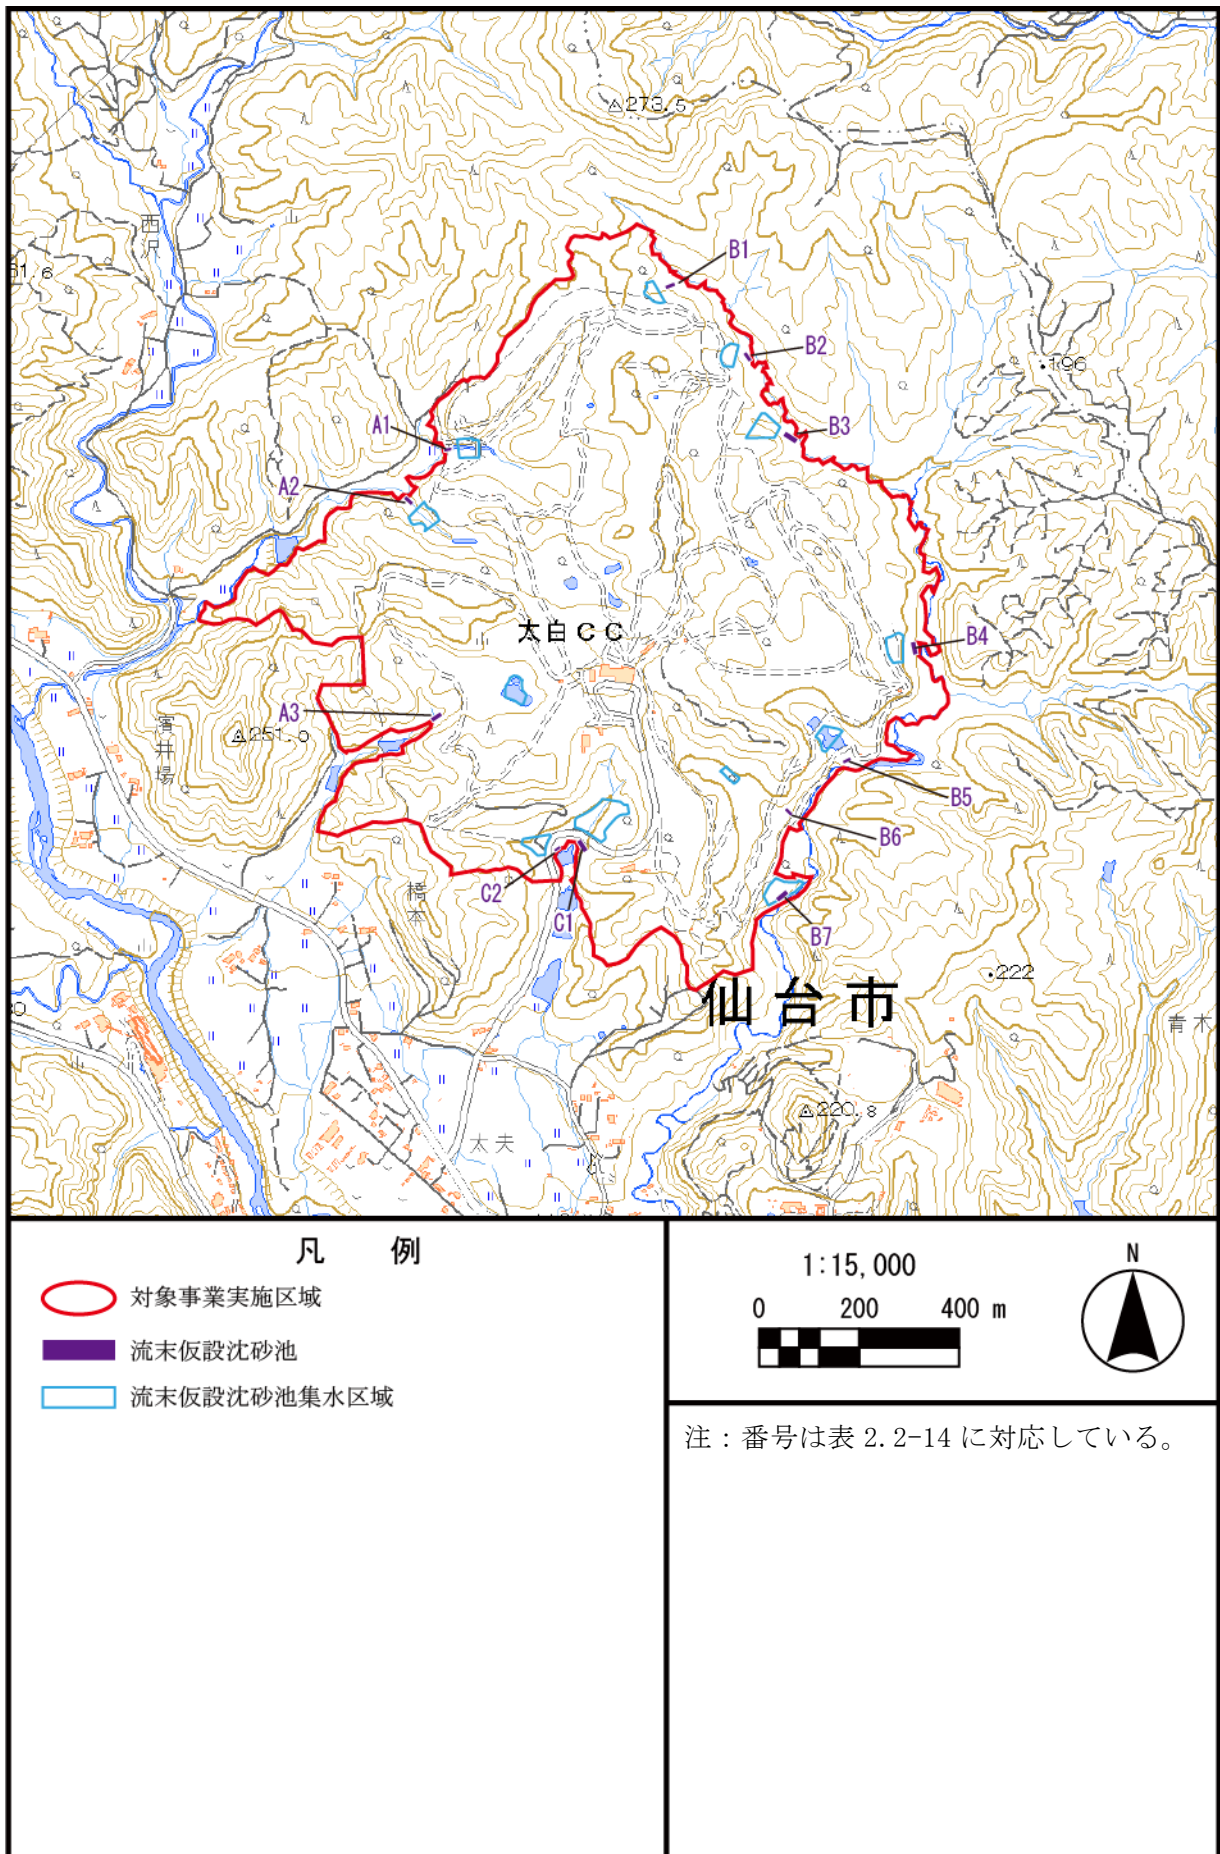 273.5
西沢
B1
B2
196
A1
B3
A2
太白CC
B4
A3
251.0
B5
B6
橋本
C2
C1
B7
222
仙台市
青木
220.8
太夫
凡 例
対象事業実施区域
流末仮設沈砂池
流末仮設沈砂池集水区域
1:15,000
0 200 400 m
N
注：番号は表 2.2-14 に対応している。